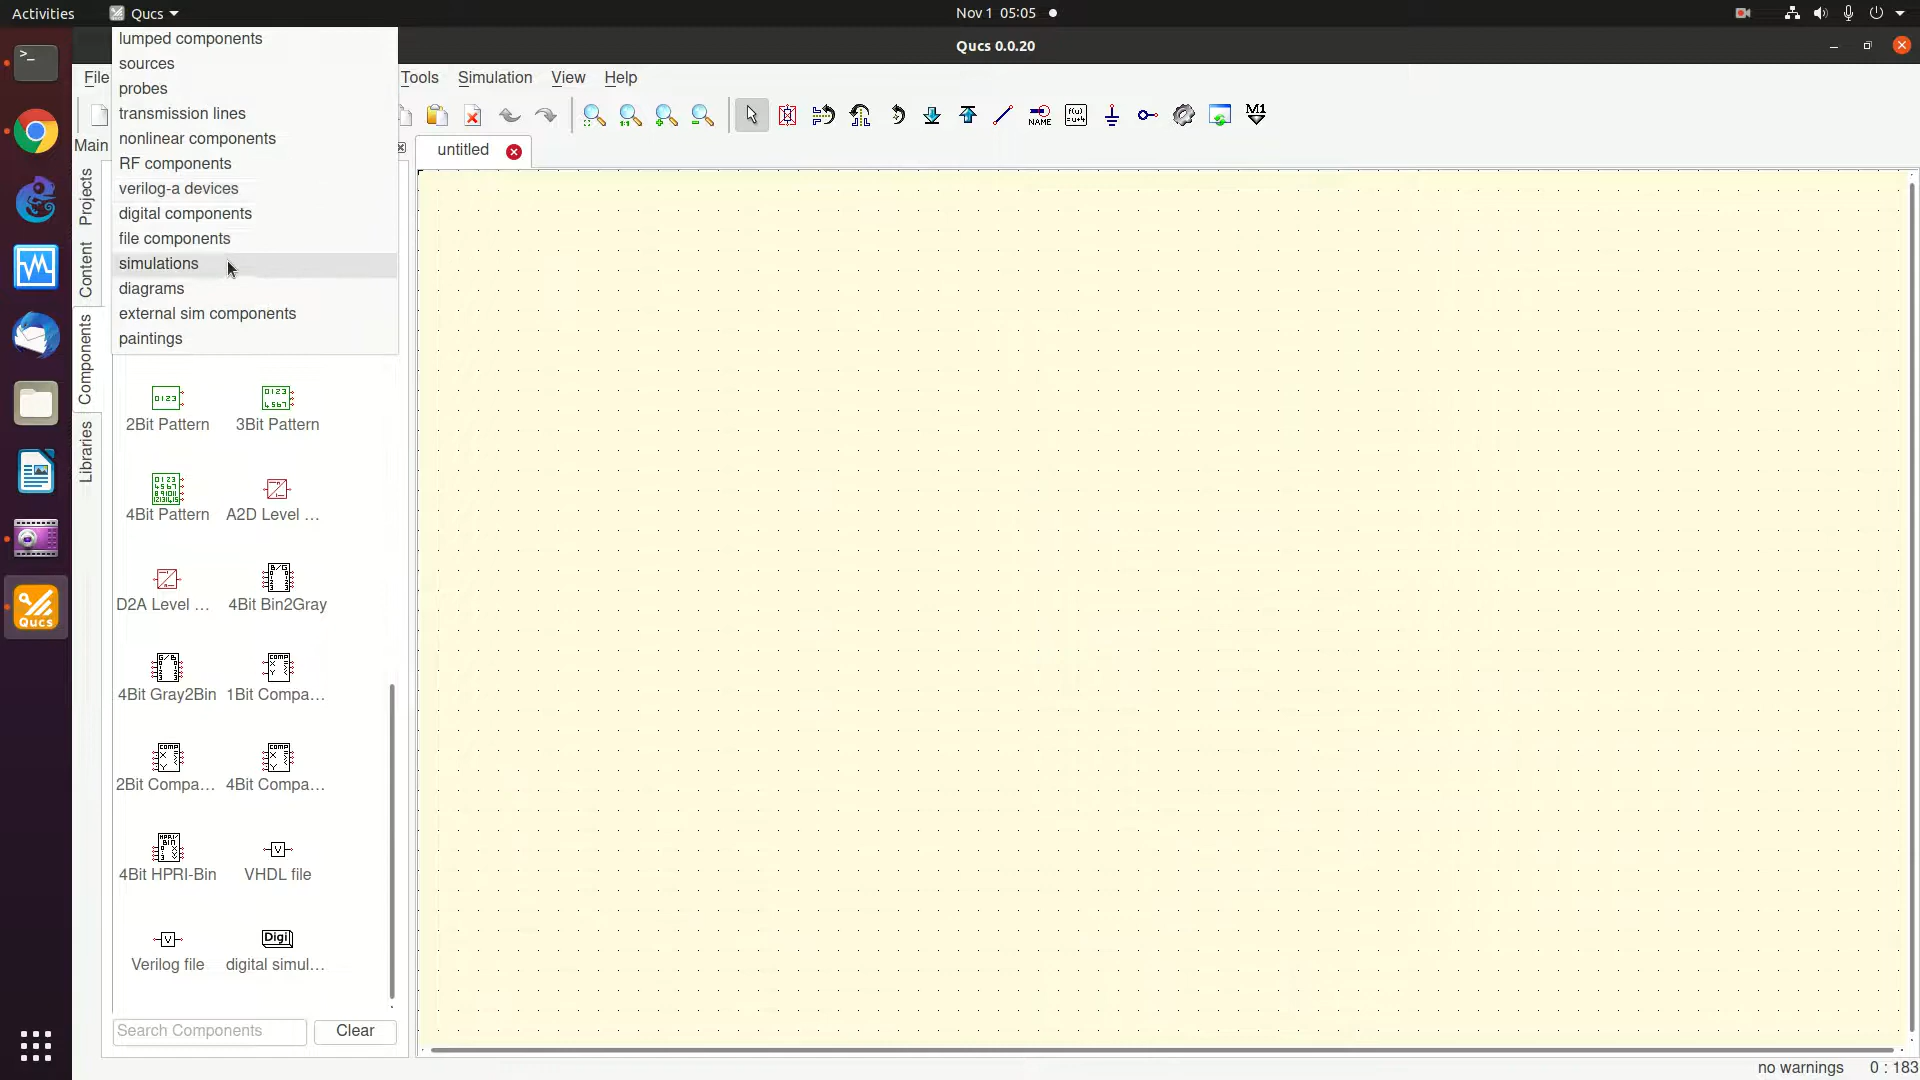 Activities
Qucs
Nov 1 05:05
Qucs 0.0.20
File
Tools
Simulation
View
Help
NAME
M1
Main
untitled
lumped components
sources
probes
transmission lines
nonlinear components
RF components
verilog-a devices
digital components
file components
simulations
diagrams
external sim components
paintings
Projects
Content
Components
Libraries
2Bit Pattern
3Bit Pattern
4Bit Pattern
A2D Level ...
D2A Level ...
4Bit Bin2Gray
4Bit Gray2Bin
1Bit Compa...
2Bit Compa...
4Bit Compa...
4Bit HPRI-Bin
VHDL file
Verilog file
Digi
digital simul...
Qucs
Search Components
Clear
no warnings
0 : 183